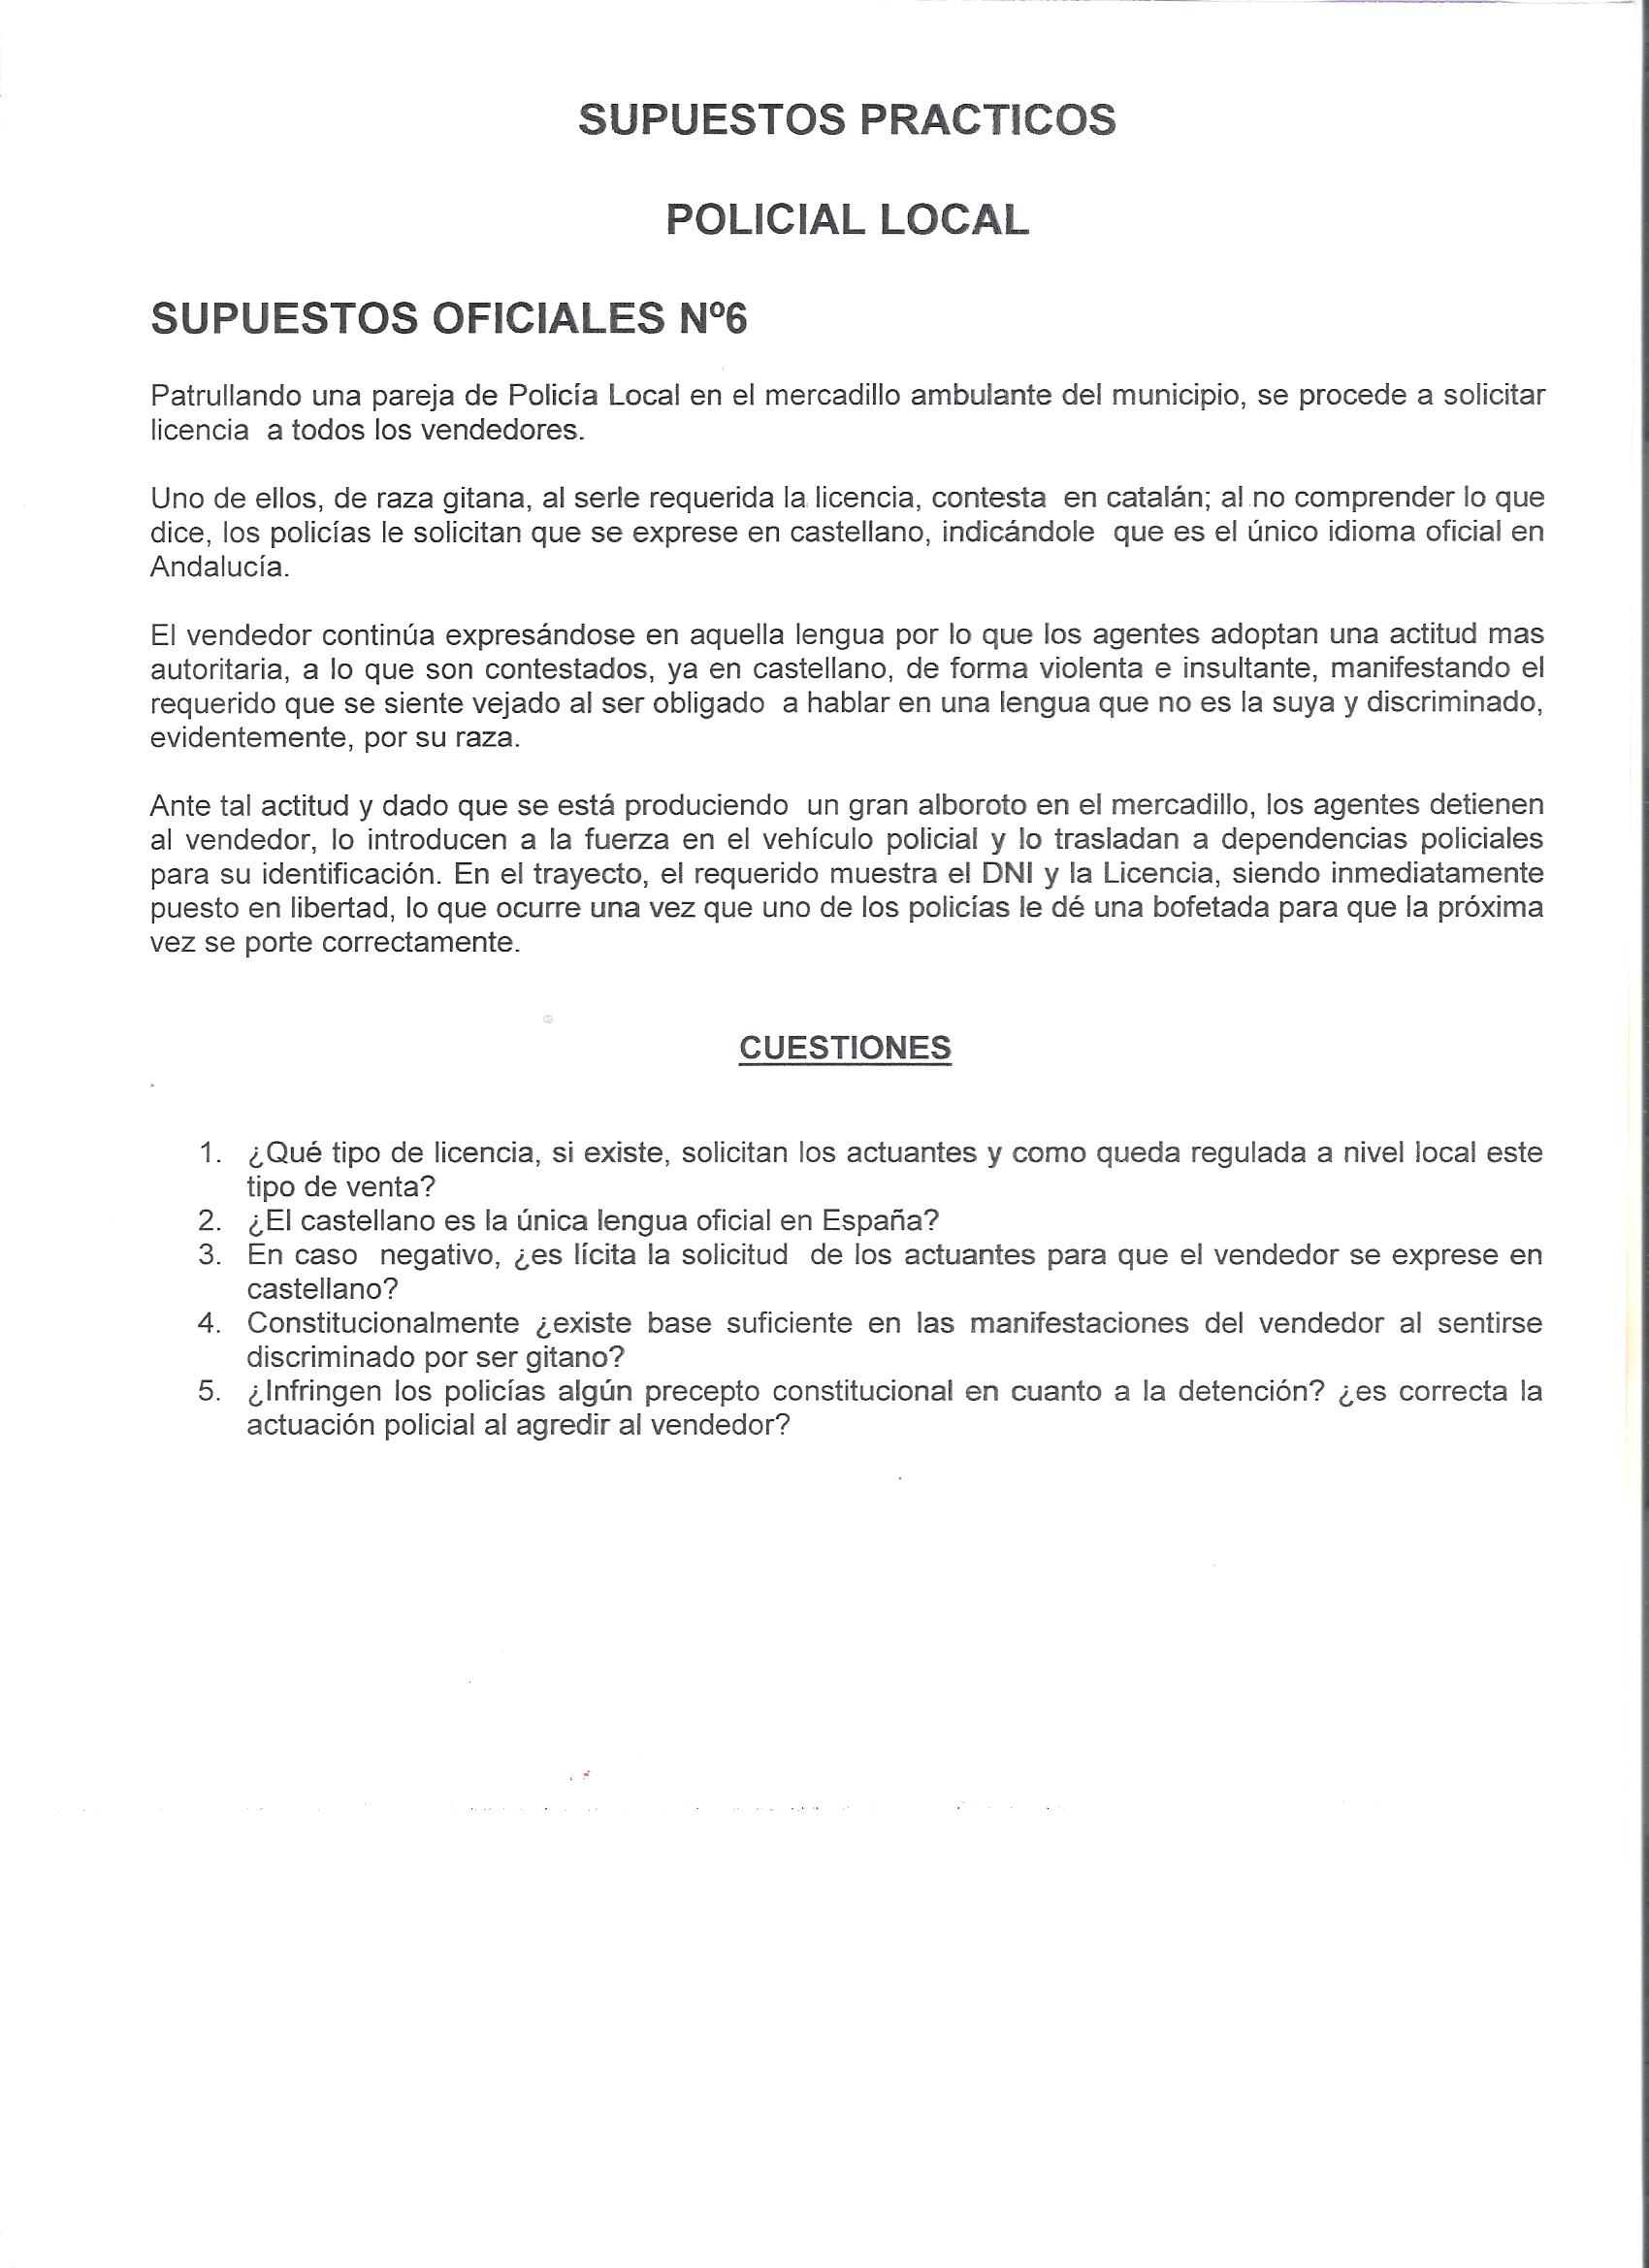 SUPUESTOS PRACTICOS
POLICIAL LOCAL
SUPUESTOS OFICIALES Nº6
Patrullando una pareja de Policía Local en el mercadillo ambulante del municipio, se procede a solicitar
licencia a todos los vendedores.
Uno de ellos, de raza gitana, al serle requerida la licencia, contesta en catalán; al no comprender lo que
dice, los policías le solicitan que se exprese en castellano, indicándole que es el único idioma oficial en
Andalucía.
El vendedor continúa expresándose en aquella lengua por lo que los agentes adoptan una actitud mas
autoritaria, a lo que son contestados, ya en castellano, de forma violenta e insultante, manifestando el
requerido que se siente vejado al ser obligado a hablar en una lengua que no es la suya y discriminado,
evidentemente, por su raza.
Ante tal actitud y dado que se está produciendo un gran alboroto en el mercadillo, los agentes detienen
al vendedor, lo introducen a la fuerza en el vehículo policial y lo trasladan a dependencias policiales
para su identificación. En el trayecto, el requerido muestra el DNI y la Licencia, siendo inmediatamente
puesto en libertad, lo que ocurre una vez que uno de los policías le dé una bofetada para que la próxima
vez se porte correctamente.
CUESTIONES
1. ¿Qué tipo de licencia, si existe, solicitan los actuantes y como queda regulada a nivel local este
tipo de venta?
2. ¿El castellano es la única lengua oficial en España?
3. En caso negativo, ¿es lícita la solicitud de los actuantes para que el vendedor se exprese en
castellano?
4. Constitucionalmente ¿existe base suficiente en las manifestaciones del vendedor al sentirse
discriminado por ser gitano?
5. ¿Infringen los policías algún precepto constitucional en cuanto a la detención? ¿es correcta la
actuación policial al agredir al vendedor?